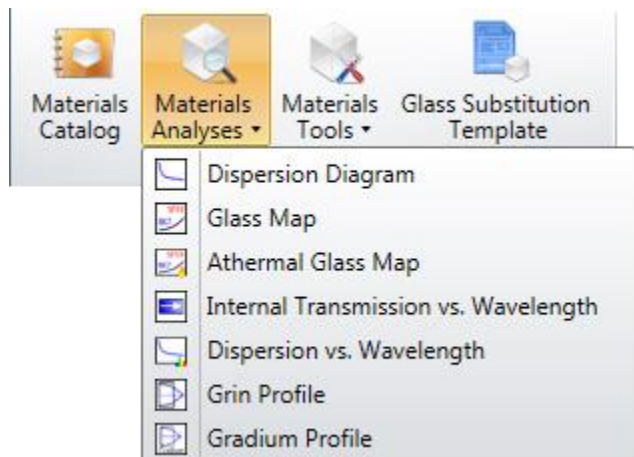 Materials Catalog
Materials Analyses
Materials Tools
Glass Substitution Template
Dispersion Diagram
Glass Map
Athermal Glass Map
Internal Transmission vs. Wavelength
Dispersion vs. Wavelength
Grin Profile
Gradium Profile